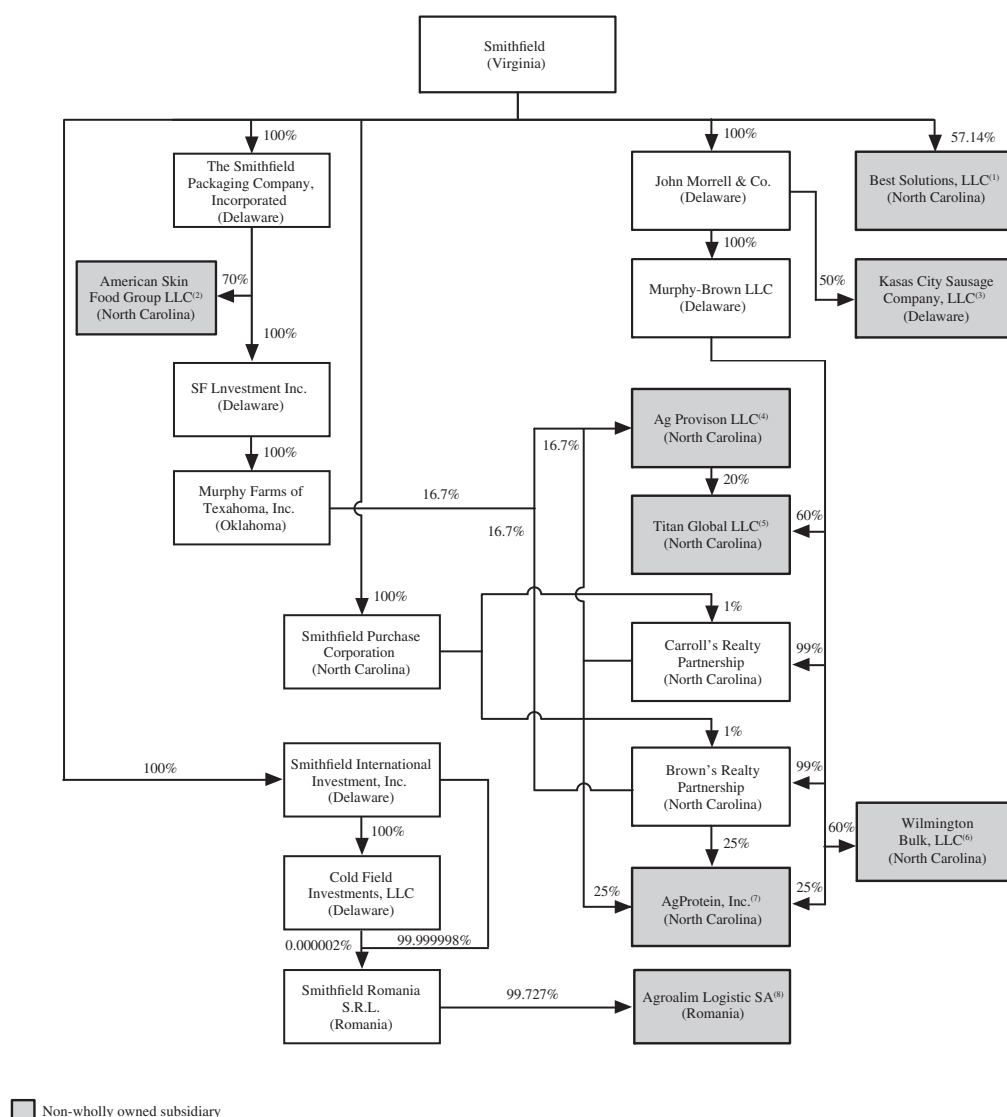 Smithfield
(Virginia)
100%
100%
57.14%
The Smithfield
Packaging Company,
Incorporated
(Delaware)
John Morrell & Co.
(Delaware)
Best Solutions, LLC(1)
(North Carolina)
100%
American Skin
Food Group LLC(2)
(North Carolina)
70%
Murphy-Brown LLC
(Delaware)
50%
Kasas City Sausage
Company, LLC(3)
(Delaware)
100%
SF Lnvestment Inc.
(Delaware)
100%
Ag Provison LLC(4)
(North Carolina)
16.7%
20%
Murphy Farms of
Texahoma, Inc.
(Oklahoma)
16.7%
16.7%
Titan Global LLC(5)
(North Carolina)
60%
100%
1%
Smithfield Purchase
Corporation
(North Carolina)
Carroll's Realty
Partnership
(North Carolina)
99%
1%
100%
Smithfield International
Investment, Inc.
(Delaware)
Brown's Realty
Partnership
(North Carolina)
99%
100%
25%
60%
Wilmington
Bulk, LLC(6)
(North Carolina)
Cold Field
Investments, LLC
(Delaware)
25%
AgProtein, Inc.(7)
(North Carolina)
25%
0.000002%
99.999998%
Smithfield Romania
S.R.L.
(Romania)
99.727%
Agroalim Logistic SA(8)
(Romania)
Non-wholly owned subsidiary